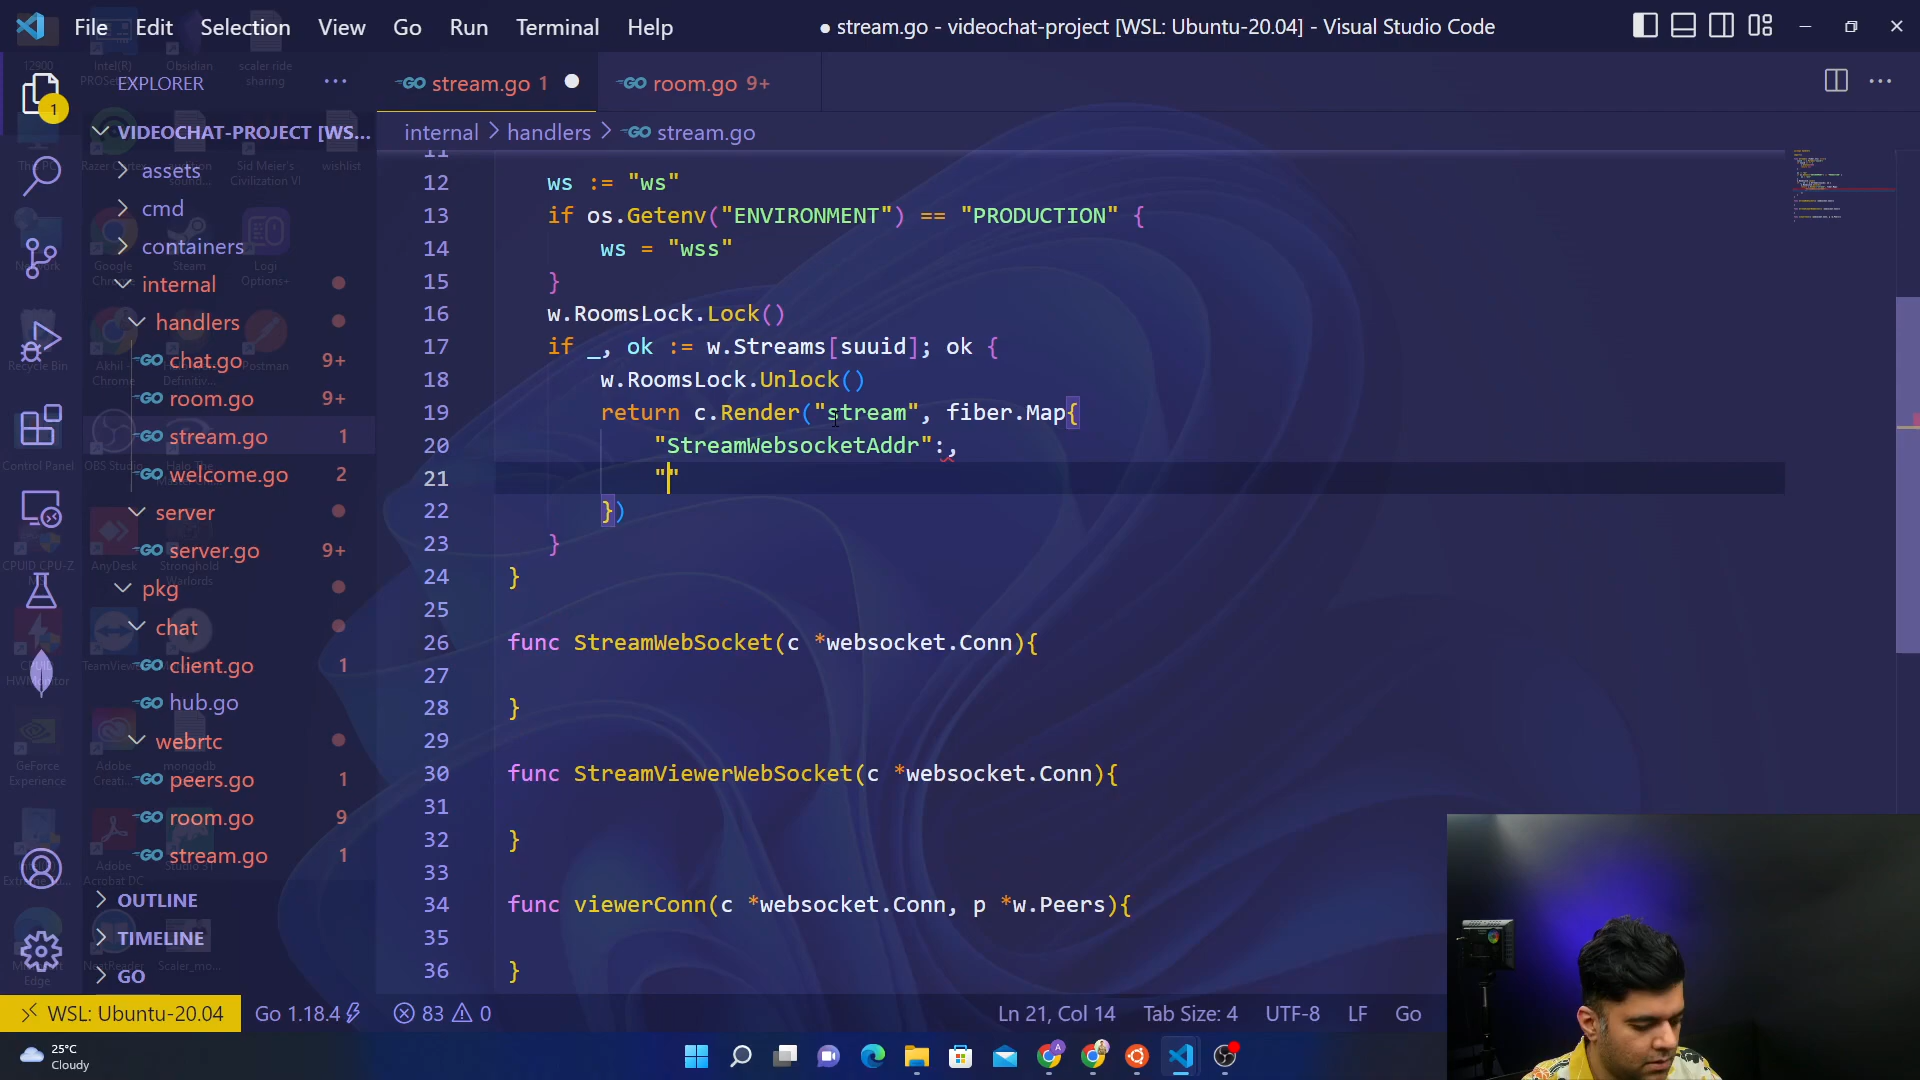 File Edit Selection View Go Run Terminal Help
● stream.go - videochat-project [WSL: Ubuntu-20.04] - Visual Studio Code
EXPLORER
stream.go 1
room.go 9+
1
VIDEOCHAT-PROJECT [WS...
internal > handlers > stream.go
assets
cmd
containers
internal
handlers
chat.go 9+
room.go 9+
stream.go 1
welcome.go 2
server
server.go 9+
pkg
chat
client.go 1
hub.go
webrtc
peers.go 1
room.go 9
stream.go 1
OUTLINE
TIMELINE
GO
11
12 ws := "ws"
13 if os.Getenv("ENVIRONMENT") == "PRODUCTION" {
14 ws = "wss"
15 }
16 w.RoomsLock.Lock()
17 if _, ok := w.Streams[suuid]; ok {
18 w.RoomsLock.Unlock()
19 return c.Render("stream", fiber.Map{
20 "StreamWebsocketAddr":,
21 ""
22 })
23 }
24 }
25
26 func StreamWebSocket(c *websocket.Conn){
27
28 }
29
30 func StreamViewerWebSocket(c *websocket.Conn){
31
32 }
33
34 func viewerConn(c *websocket.Conn, p *w.Peers){
35
36 }
WSL: Ubuntu-20.04 Go 1.18.4 83 0 Ln 21, Col 14 Tab Size: 4 UTF-8 LF Go
25°C
Cloudy